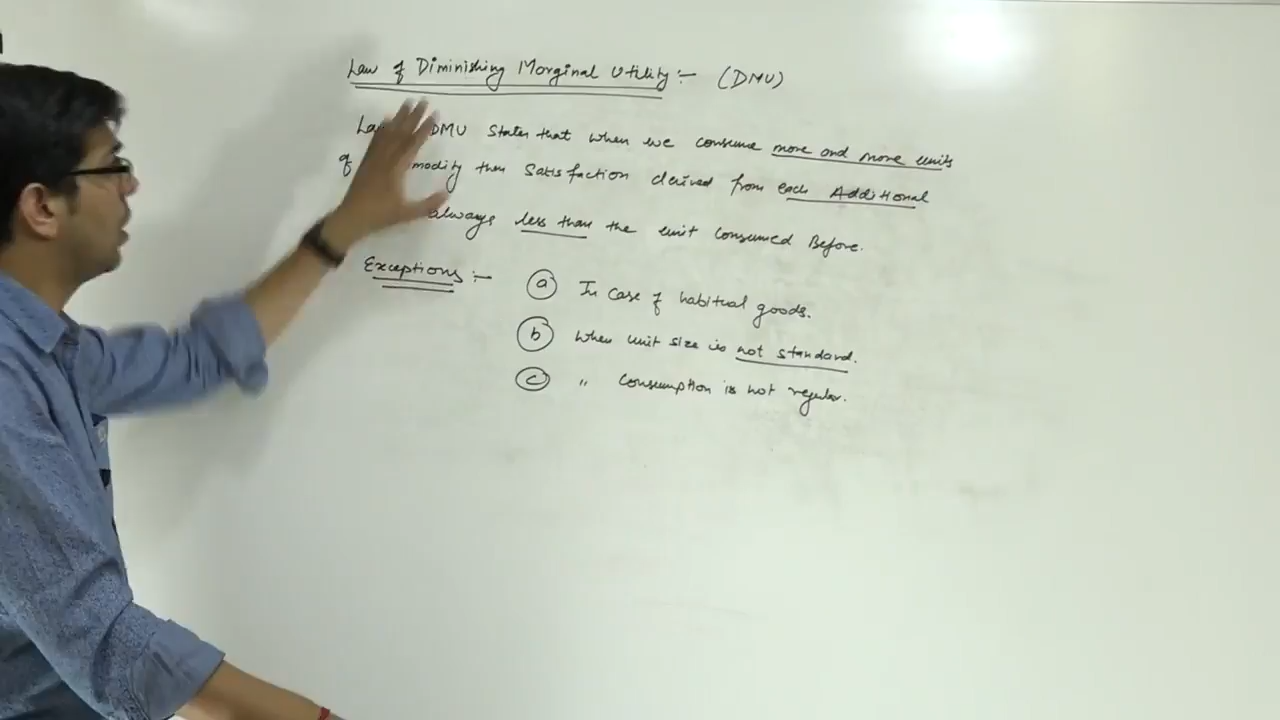 Law of Diminishing Marginal Utility :- (DMU)
DMU States that when we consume more and more units
of then Satisfaction derived from each Additional
always less than the unit consumed Before.
Exceptions :-
(a) In case of habitual goods.
(b) when unit size is not standard.
(c) " Consumption is not regular.